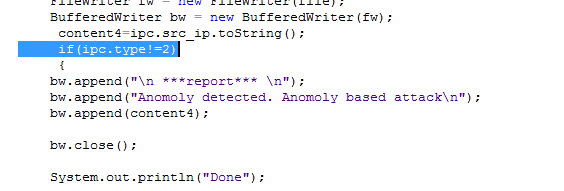 FileWriter fw = new FileWriter(file);
BufferedWriter bw = new BufferedWriter(fw);
content4=ipc.src_ip.toString();
if(ipc.type!=2)
{
bw.append("\n ***report*** \n");
bw.append("Anomoly detected. Anomoly based attack\n");
bw.append(content4);
bw.close();
System.out.println("Done");